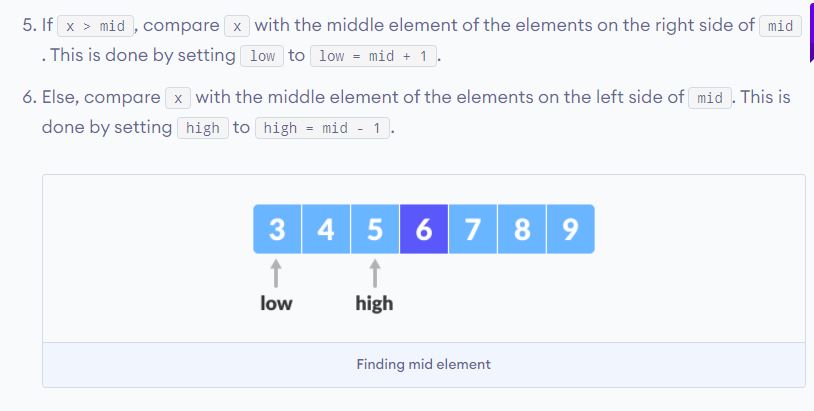 5. If x > mid , compare x with the middle element of the elements on the right side of mid
. This is done by setting low to low = mid + 1 .
6. Else, compare x with the middle element of the elements on the left side of mid . This is
done by setting high to high = mid - 1 .
3 4 5 6 7 8 9
low high
Finding mid element